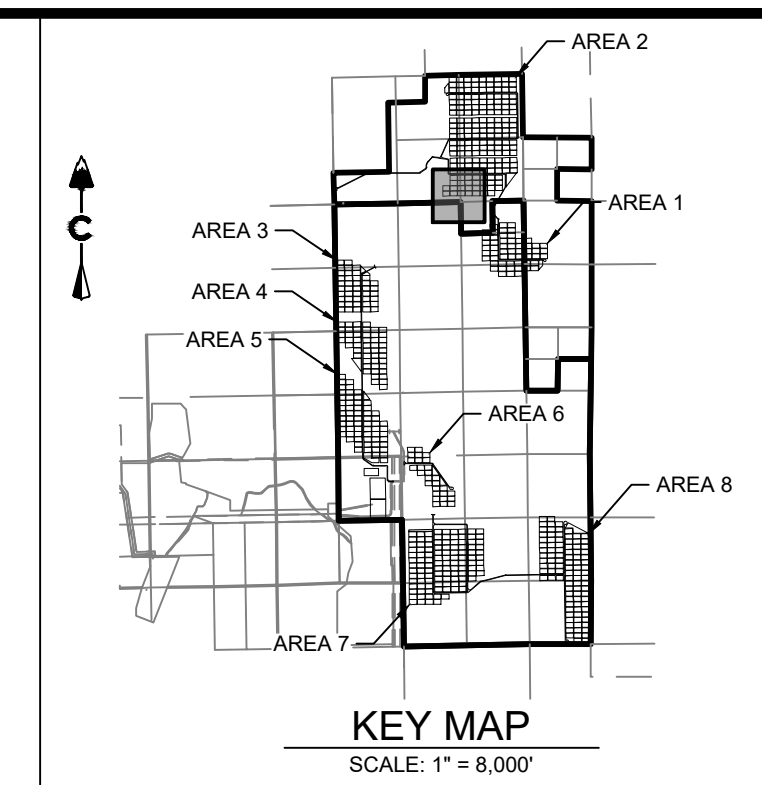 AREA 2
C
AREA 1
AREA 3
AREA 4
AREA 5
AREA 6
AREA 8
AREA 7
KEY MAP
SCALE: 1" = 8,000'